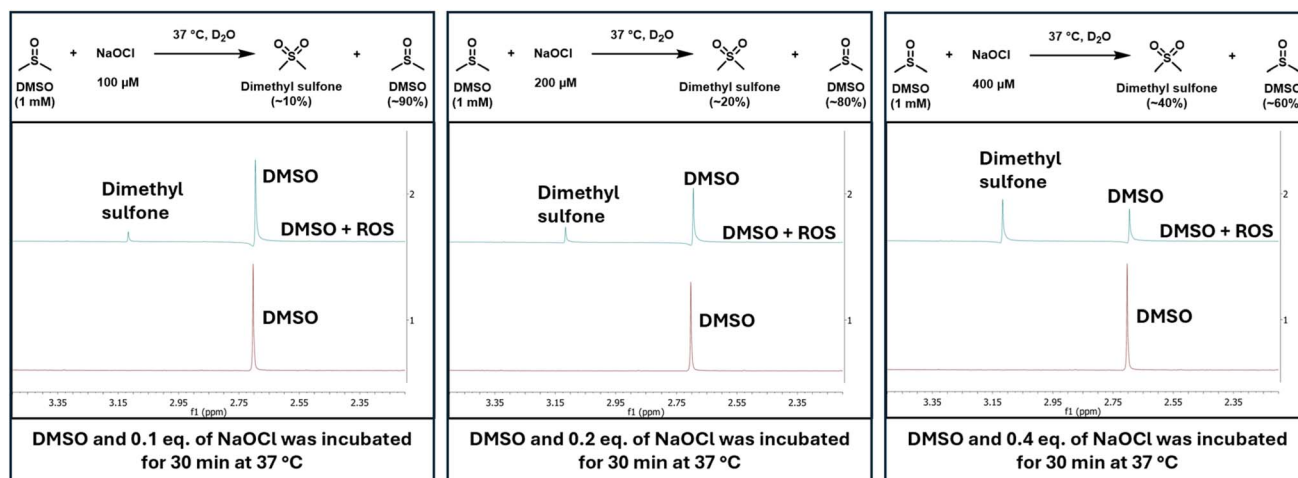 O
S
+ NaOCl 37 °C, D₂O O O
S
+ O
S
100 µM
DMSO
(1 mM)
Dimethyl sulfone
(~10%)
DMSO
(~90%)
Dimethyl
sulfone
DMSO
2
DMSO + ROS
DMSO
1
3.35 3.15 2.95 2.75 2.55 2.35
f1 (ppm)
DMSO and 0.1 eq. of NaOCl was incubated
for 30 min at 37 °C
O
S
+ NaOCl 37 °C, D₂O O O
S
+ O
S
200 µM
DMSO
(1 mM)
Dimethyl sulfone
(~20%)
DMSO
(~80%)
Dimethyl
sulfone
DMSO
2
DMSO + ROS
DMSO
1
3.35 3.15 2.95 2.75 2.55 2.35
f1 (ppm)
DMSO and 0.2 eq. of NaOCl was incubated
for 30 min at 37 °C
O
S
+ NaOCl 37 °C, D₂O O O
S
+ O
S
400 µM
DMSO
(1 mM)
Dimethyl sulfone
(~40%)
DMSO
(~60%)
Dimethyl
sulfone
DMSO
2
DMSO + ROS
DMSO
1
3.35 3.15 2.95 2.75 2.55 2.35
f1 (ppm)
DMSO and 0.4 eq. of NaOCl was incubated
for 30 min at 37 °C